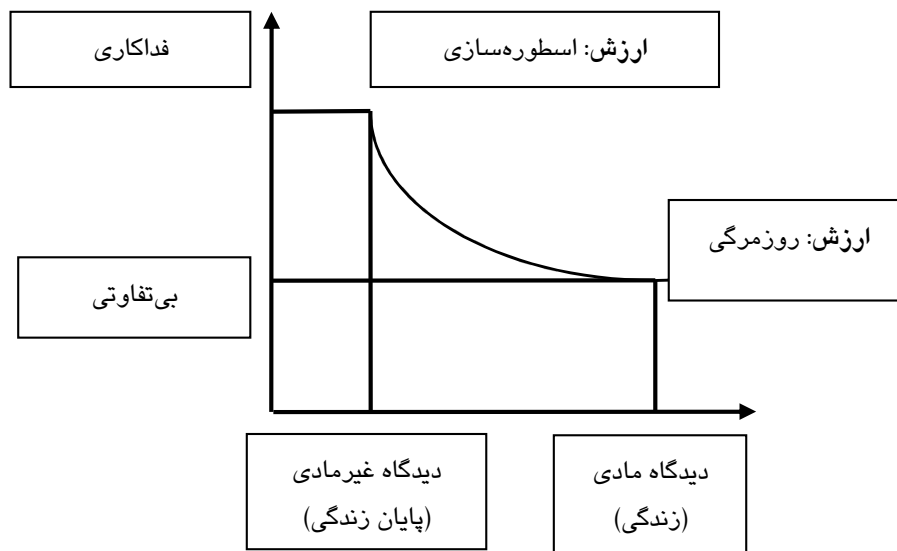 فداکاری
ارزش: اسطوره‌سازی
ارزش: روزمرگی
بی‌تفاوتی
دیدگاه غیرمادی
(پایان زندگی)
دیدگاه مادی
(زندگی)